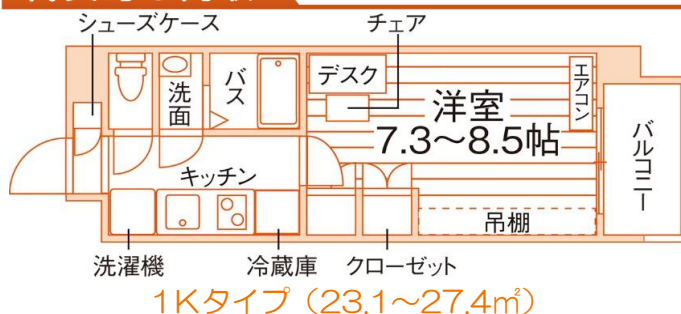 シューズケース
チェア
洗面
バス
デスク
エアコン
洋室
7.3～8.5帖
バルコニー
キッチン
吊棚
洗濯機
冷蔵庫
クローゼット
1Kタイプ（23.1～27.4㎡）